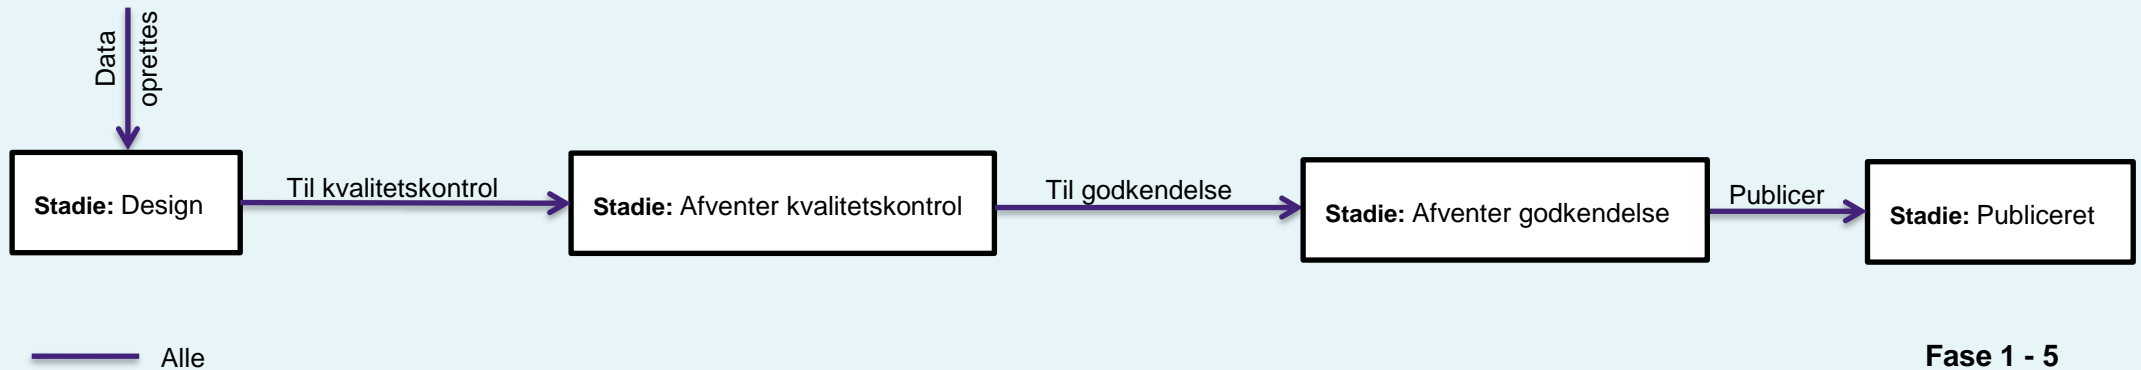 Data
oprettes
Stadie: Design
Til kvalitetskontrol
Stadie: Afventer kvalitetskontrol
Til godkendelse
Stadie: Afventer godkendelse
Publicer
Stadie: Publiceret
Alle
Fase 1 - 5